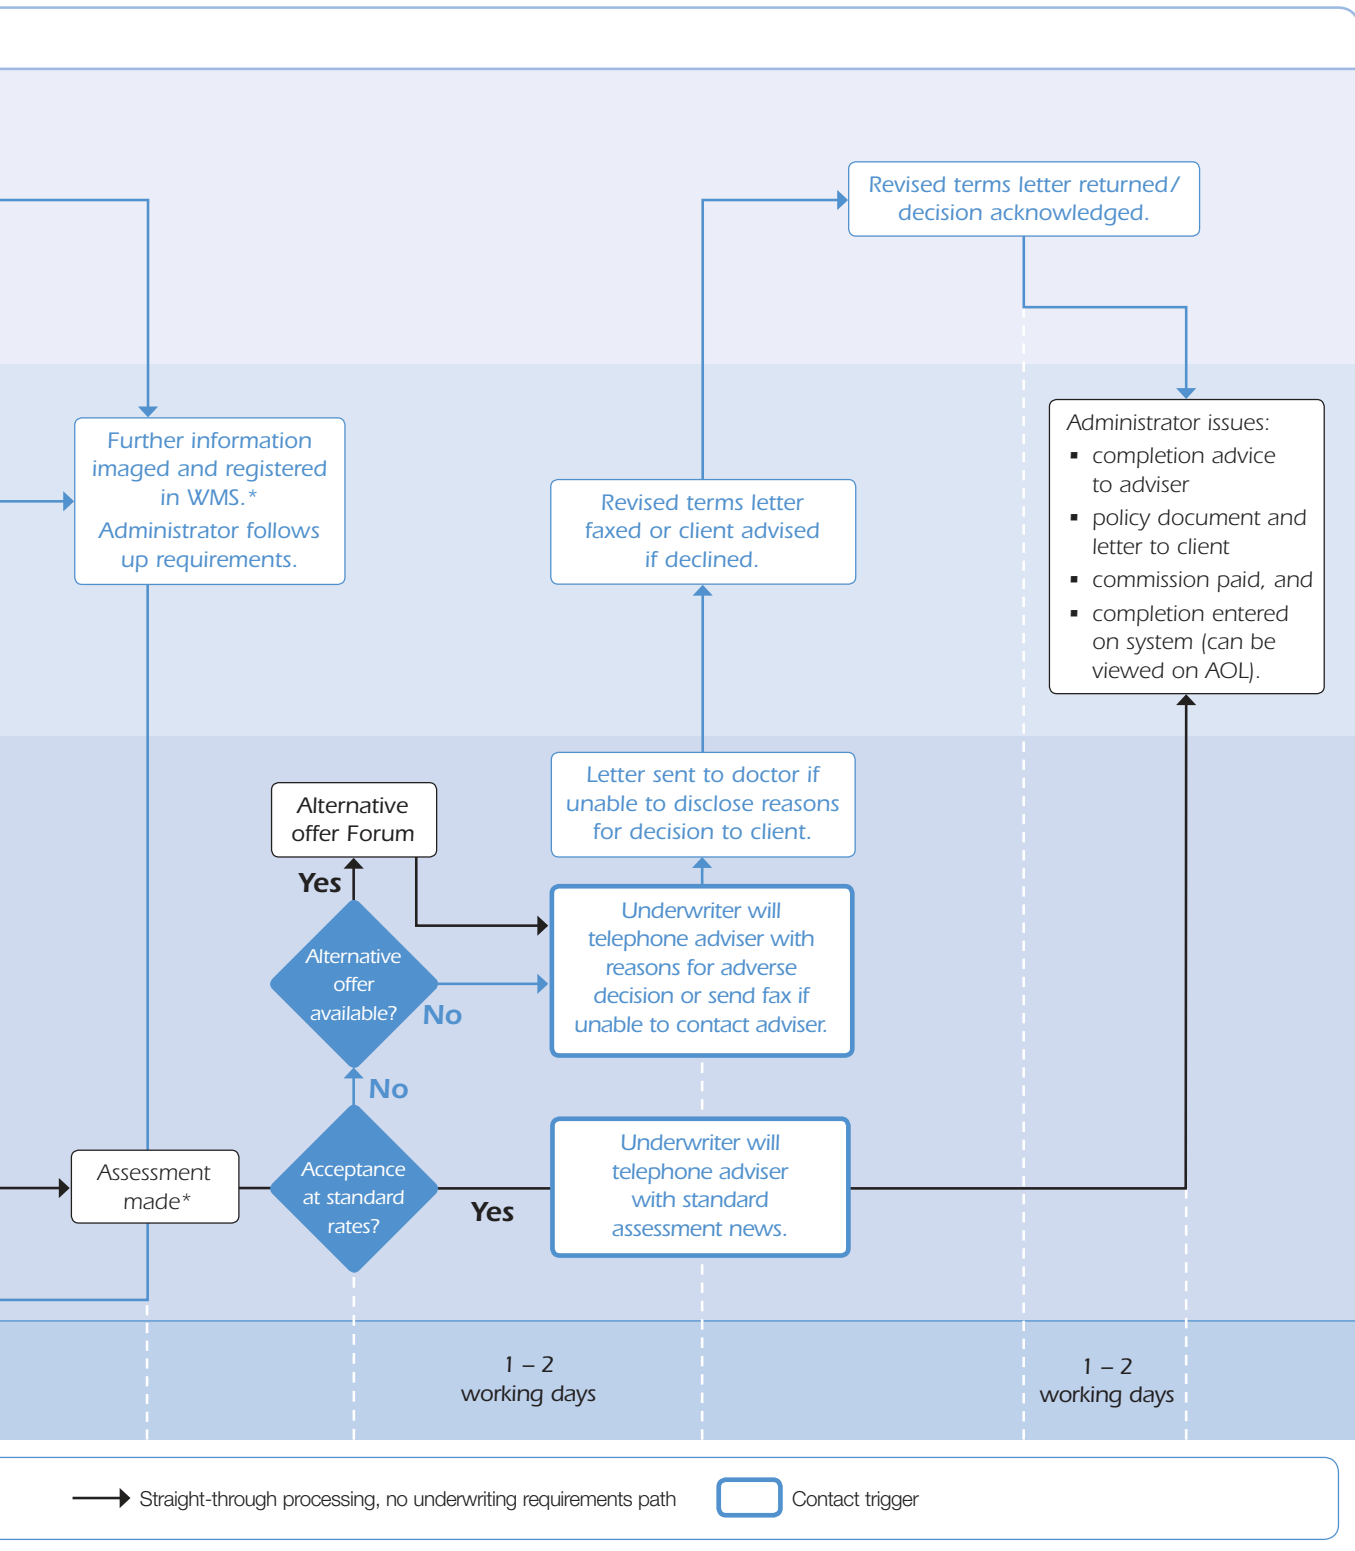 Revised terms letter returned/
decision acknowledged.
Further information
imaged and registered
in WMS.*
Administrator follows
up requirements.
Revised terms letter
faxed or client advised
if declined.
Administrator issues:
▪ completion advice
to adviser
▪ policy document and
letter to client
▪ commission paid, and
▪ completion entered
on system (can be
viewed on AOL).
Alternative
offer Forum
Letter sent to doctor if
unable to disclose reasons
for decision to client.
Yes
Alternative
offer
available?
No
Underwriter will
telephone adviser with
reasons for adverse
decision or send fax if
unable to contact adviser.
No
Assessment
made*
Acceptance
at standard
rates?
Yes
Underwriter will
telephone adviser
with standard
assessment news.
1 – 2
working days
1 – 2
working days
Straight-through processing, no underwriting requirements path
Contact trigger